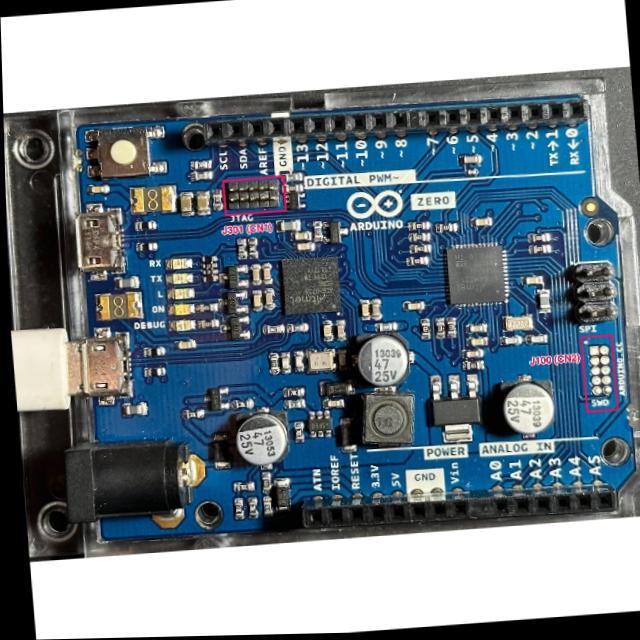 SCL
SDA
AREF
GND
~13
~12
~11
~10
~9
~8
7
~6
~5
~4
~3
~2
TX→1
RX←0
DIGITAL PWM~
JTAG
J301 (CN1)
ARDUINO
ZERO
RX
TX
L
ON
DEBUG
SPI
J100 (CN2)
ARDUINO.CC
SWD
13039
47
25V
13039
47
25V
13053
47
25V
POWER
ANALOG IN
ATN
IOREF
RESET
3.3V
5V
GND
Vin
A0
A1
A2
A3
A4
A5